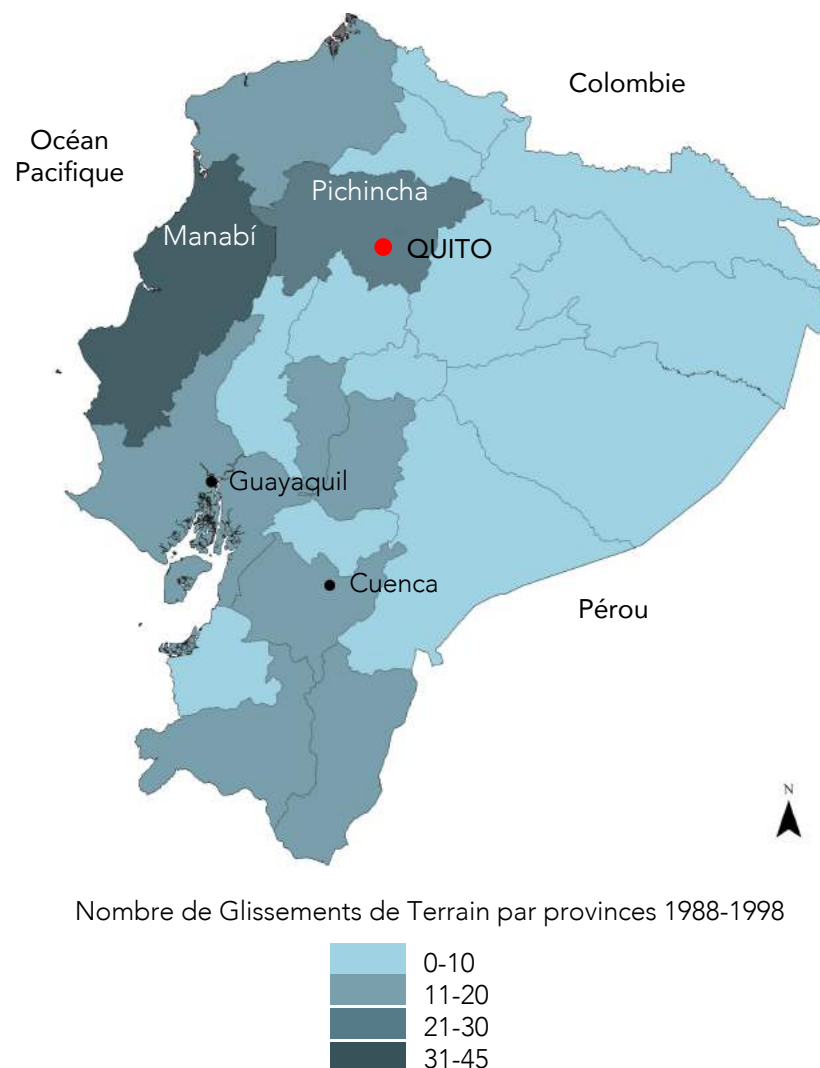 Colombie
Océan
Pacifique
Pichincha
Manabí
QUITO
Guayaquil
Cuenca
Pérou
N
Nombre de Glissements de Terrain par provinces 1988-1998
0-10
11-20
21-30
31-45